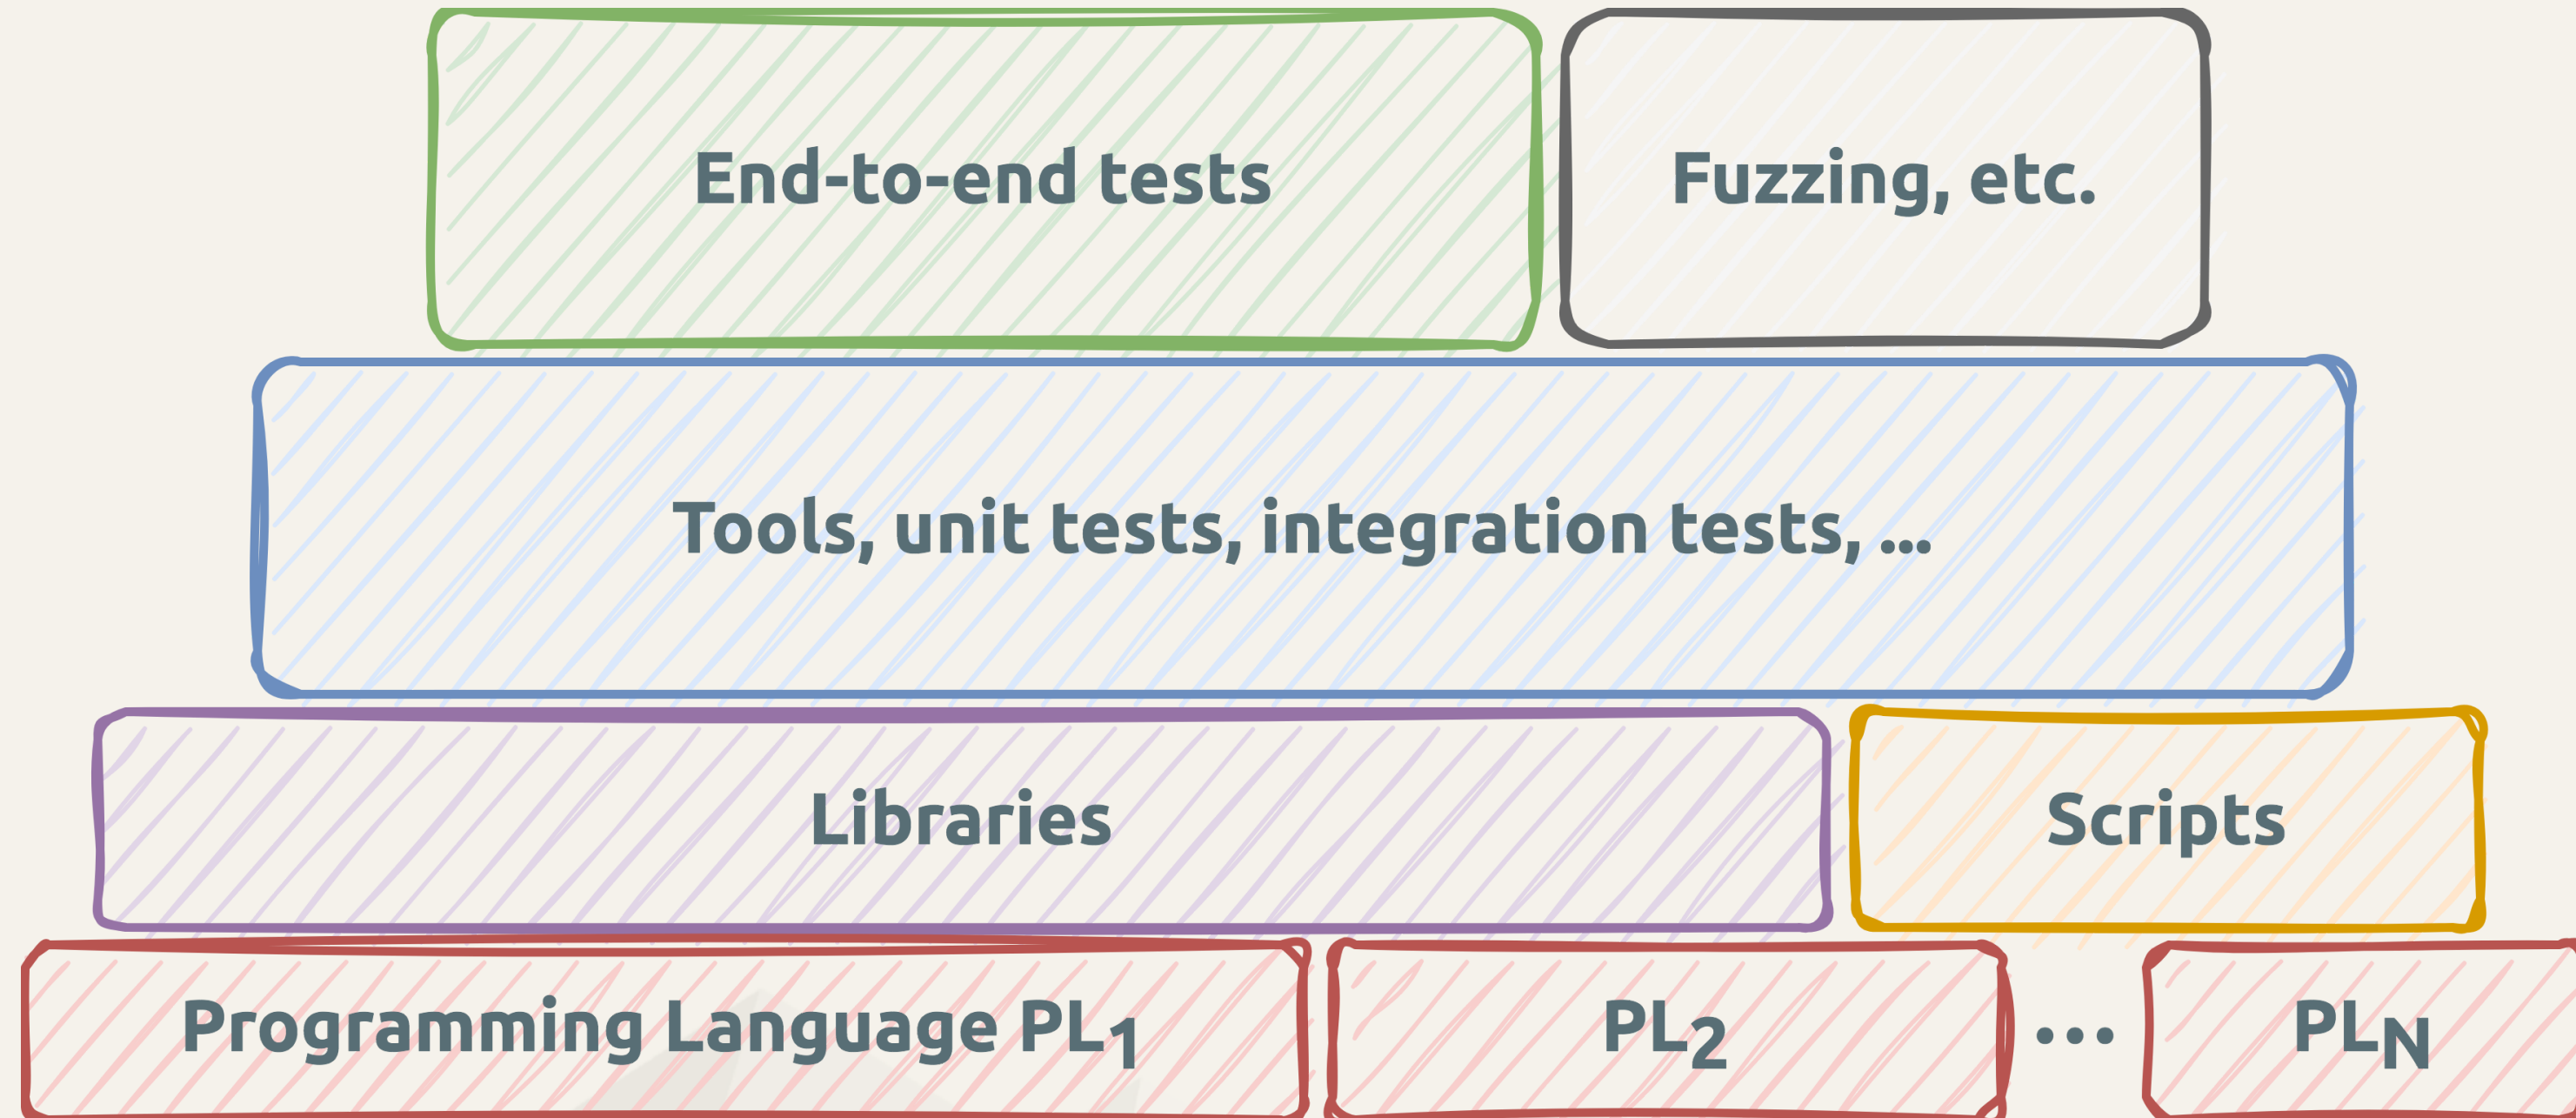 End-to-end tests
Fuzzing, etc.
Tools, unit tests, integration tests, ...
Libraries
Scripts
Programming Language PL1
PL2
...
PLN